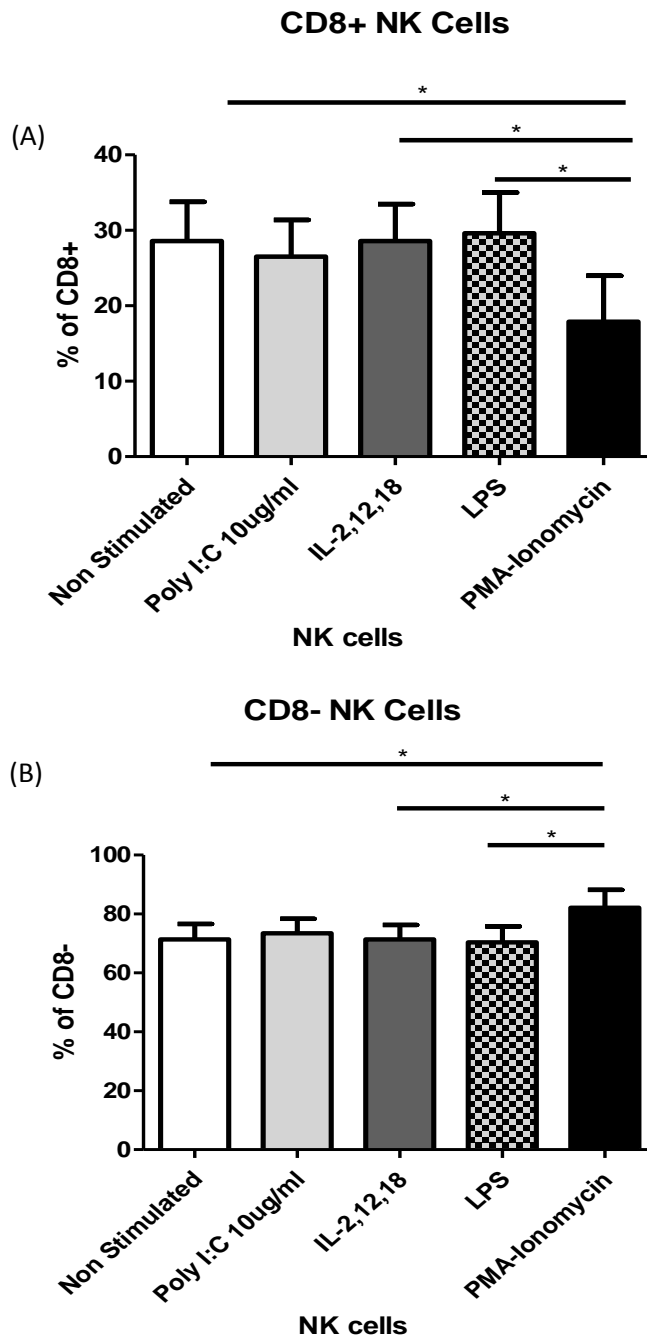 CD8+ NK Cells
(A)
*
*
*
% of CD8+
40
30
20
10
0
Non Stimulated
Poly I:C 10ug/ml
IL-2,12,18
LPS
PMA-Ionomycin
NK cells
CD8- NK Cells
(B)
*
*
*
% of CD8-
100
80
60
40
20
0
Non Stimulated
Poly I:C 10ug/ml
IL-2,12,18
LPS
PMA-Ionomycin
NK cells